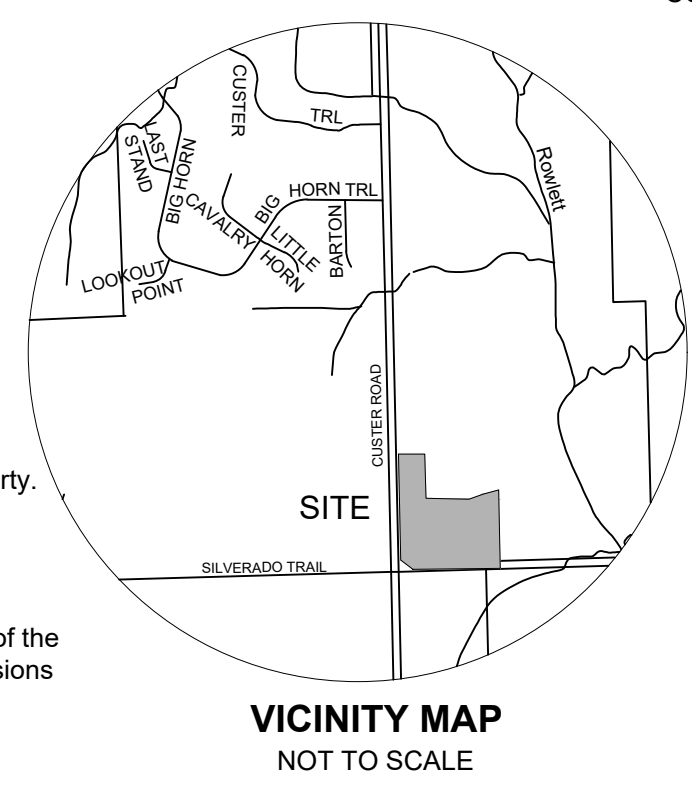 CUSTER
TRL
LAST
STAND
BIG HORN
Rowlett
CAVALRY
BIG
HORN TRL
LITTLE
HORN
BARTON
LOOKOUT
POINT
CUSTER ROAD
rty.
SITE
SILVERADO TRAIL
of the
sions
VICINITY MAP
NOT TO SCALE